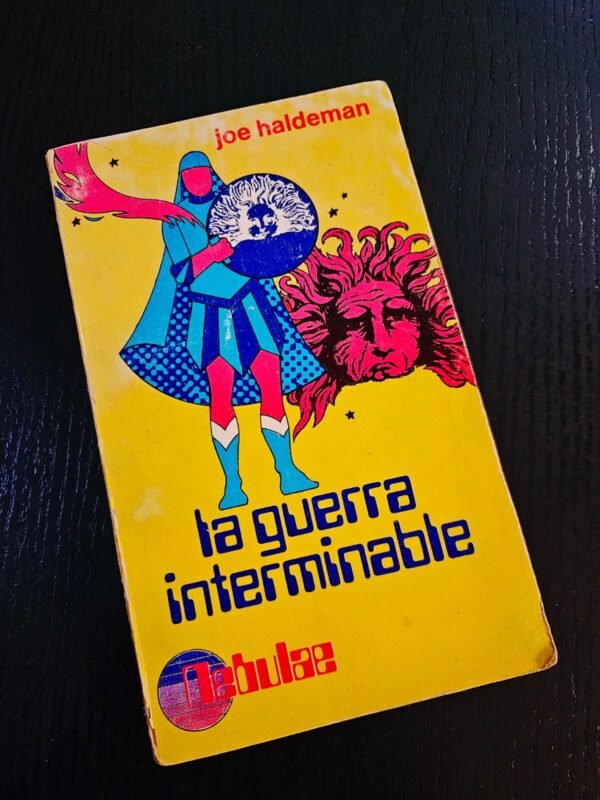 joe haldeman
la guerra
interminable
nebulae